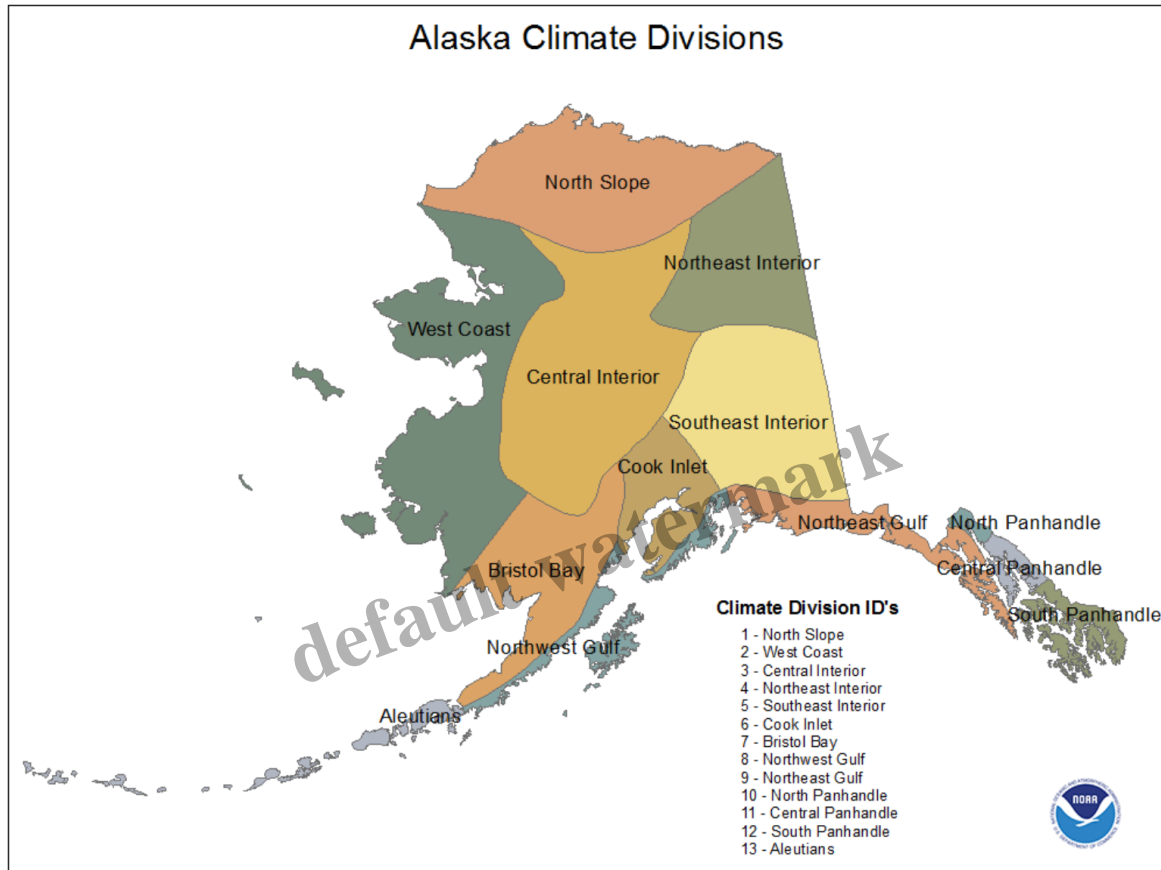 Alaska Climate Divisions
North Slope
Northeast Interior
West Coast
Central Interior
Southeast Interior
Cook Inlet
Northeast Gulf
North Panhandle
Central Panhandle
Bristol Bay
South Panhandle
Northwest Gulf
Aleutians
default watermark
Climate Division ID's
1 - North Slope
2 - West Coast
3 - Central Interior
4 - Northeast Interior
5 - Southeast Interior
6 - Cook Inlet
7 - Bristol Bay
8 - Northwest Gulf
9 - Northeast Gulf
10 - North Panhandle
11 - Central Panhandle
12 - South Panhandle
13 - Aleutians
NOAA